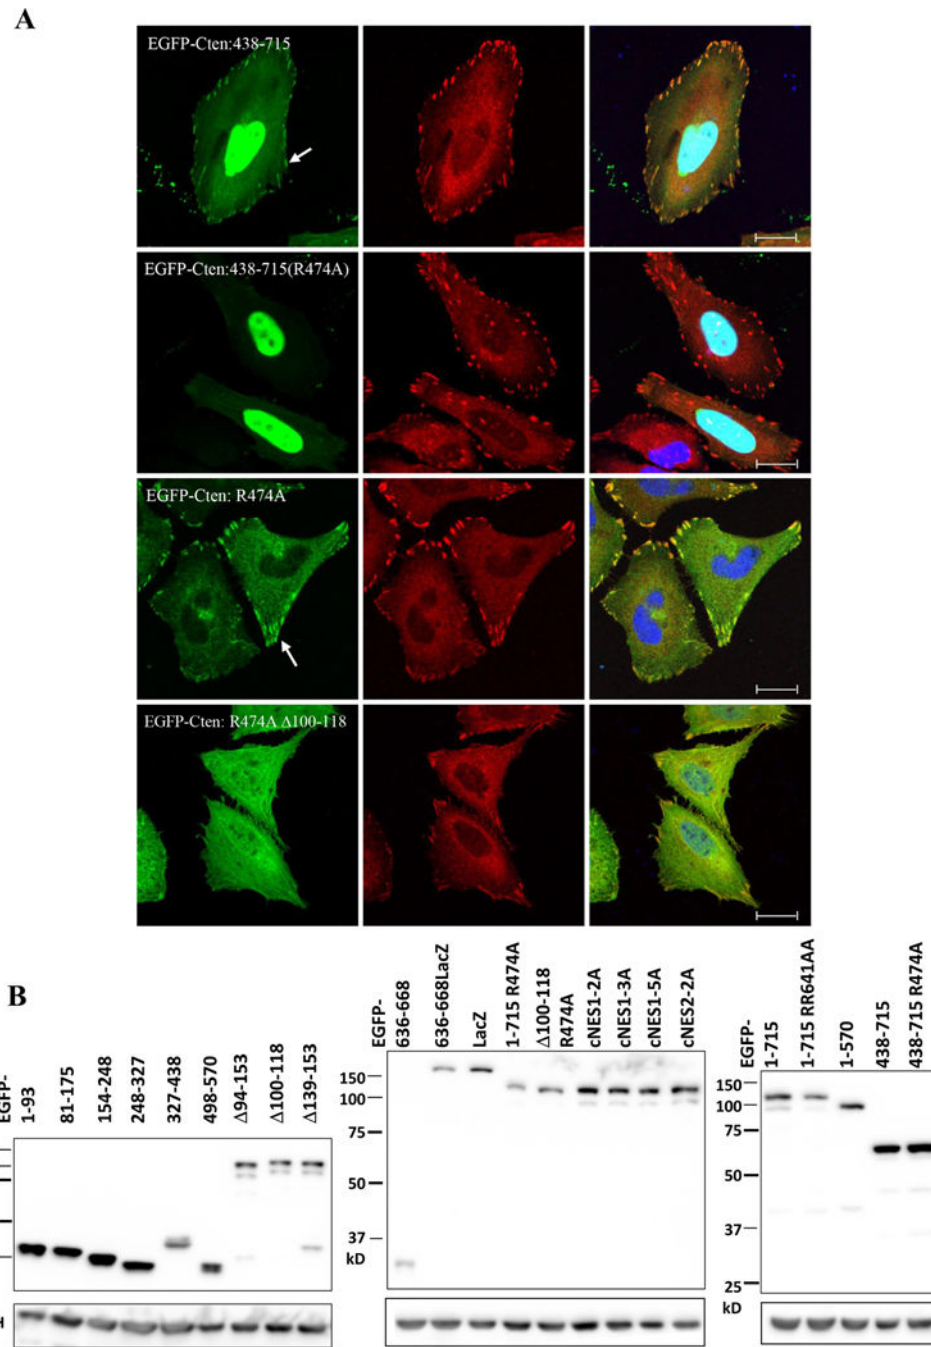 A
EGFP-Cten:438-715
EGFP-Cten:438-715(R474A)
EGFP-Cten: R474A
EGFP-Cten: R474A Δ100-118
B
EGFP-
1-93
81-175
154-248
248-327
327-438
498-570
Δ94-153
Δ100-118
Δ139-153
H
EGFP-
636-668
636-668LacZ
LacZ
1-715 R474A
Δ100-118
R474A
cNES1-2A
cNES1-3A
cNES1-5A
cNES2-2A
150
100
75
50
37
kD
EGFP-
1-715
1-715 RR641AA
1-570
438-715
438-715 R474A
150
100
75
50
37
25
kD